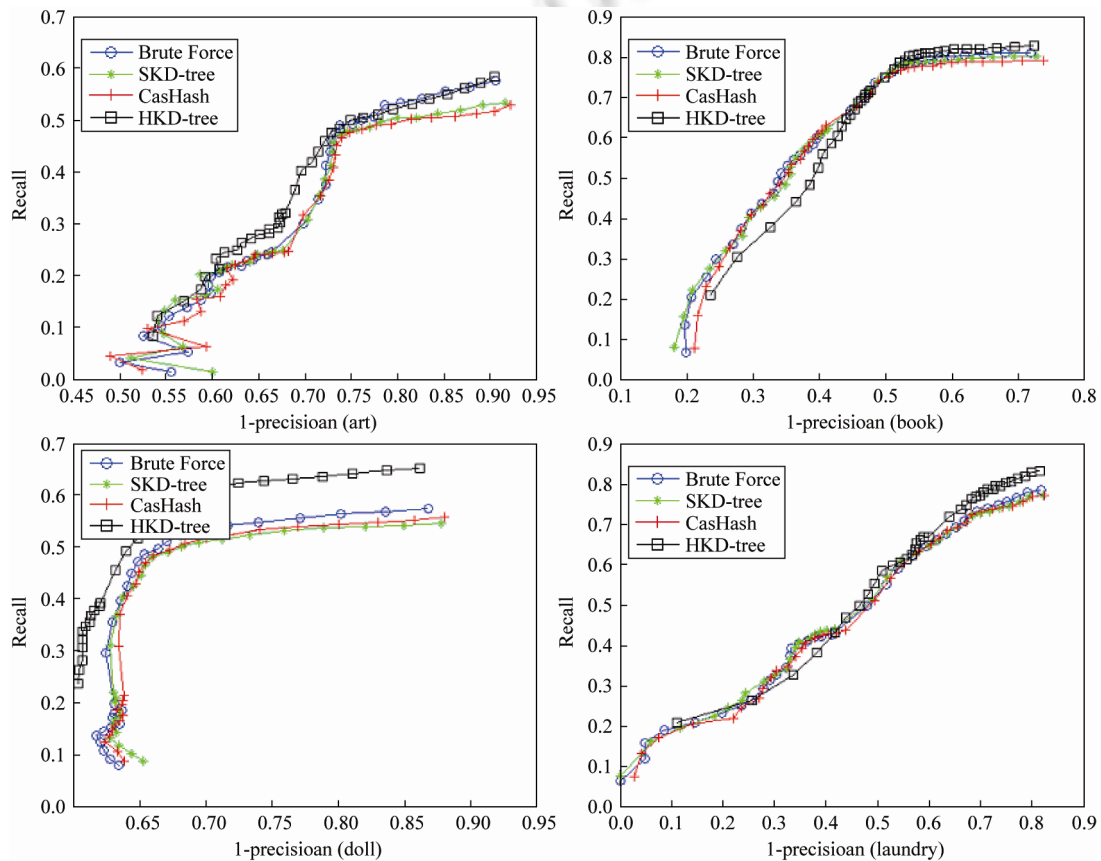 0.7
0.6
0.5
0.4
0.3
0.2
0.1
0.0
Recall
Brute Force
SKD-tree
CasHash
HKD-tree
0.45 0.50 0.55 0.60 0.65 0.70 0.75 0.80 0.85 0.90 0.95
1-precisioan (art)
0.9
0.8
0.7
0.6
0.5
0.4
0.3
0.2
0.1
0.0
Recall
Brute Force
SKD-tree
CasHash
HKD-tree
0.1 0.2 0.3 0.4 0.5 0.6 0.7 0.8
1-precisioan (book)
0.7
0.6
0.5
0.4
0.3
0.2
0.1
0.0
Recall
Brute Force
SKD-tree
CasHash
HKD-tree
0.65 0.70 0.75 0.80 0.85 0.90 0.95
1-precisioan (doll)
0.9
0.8
0.7
0.6
0.5
0.4
0.3
0.2
0.1
0.0
Recall
Brute Force
SKD-tree
CasHash
HKD-tree
0.0 0.1 0.2 0.3 0.4 0.5 0.6 0.7 0.8 0.9
1-precisioan (laundry)